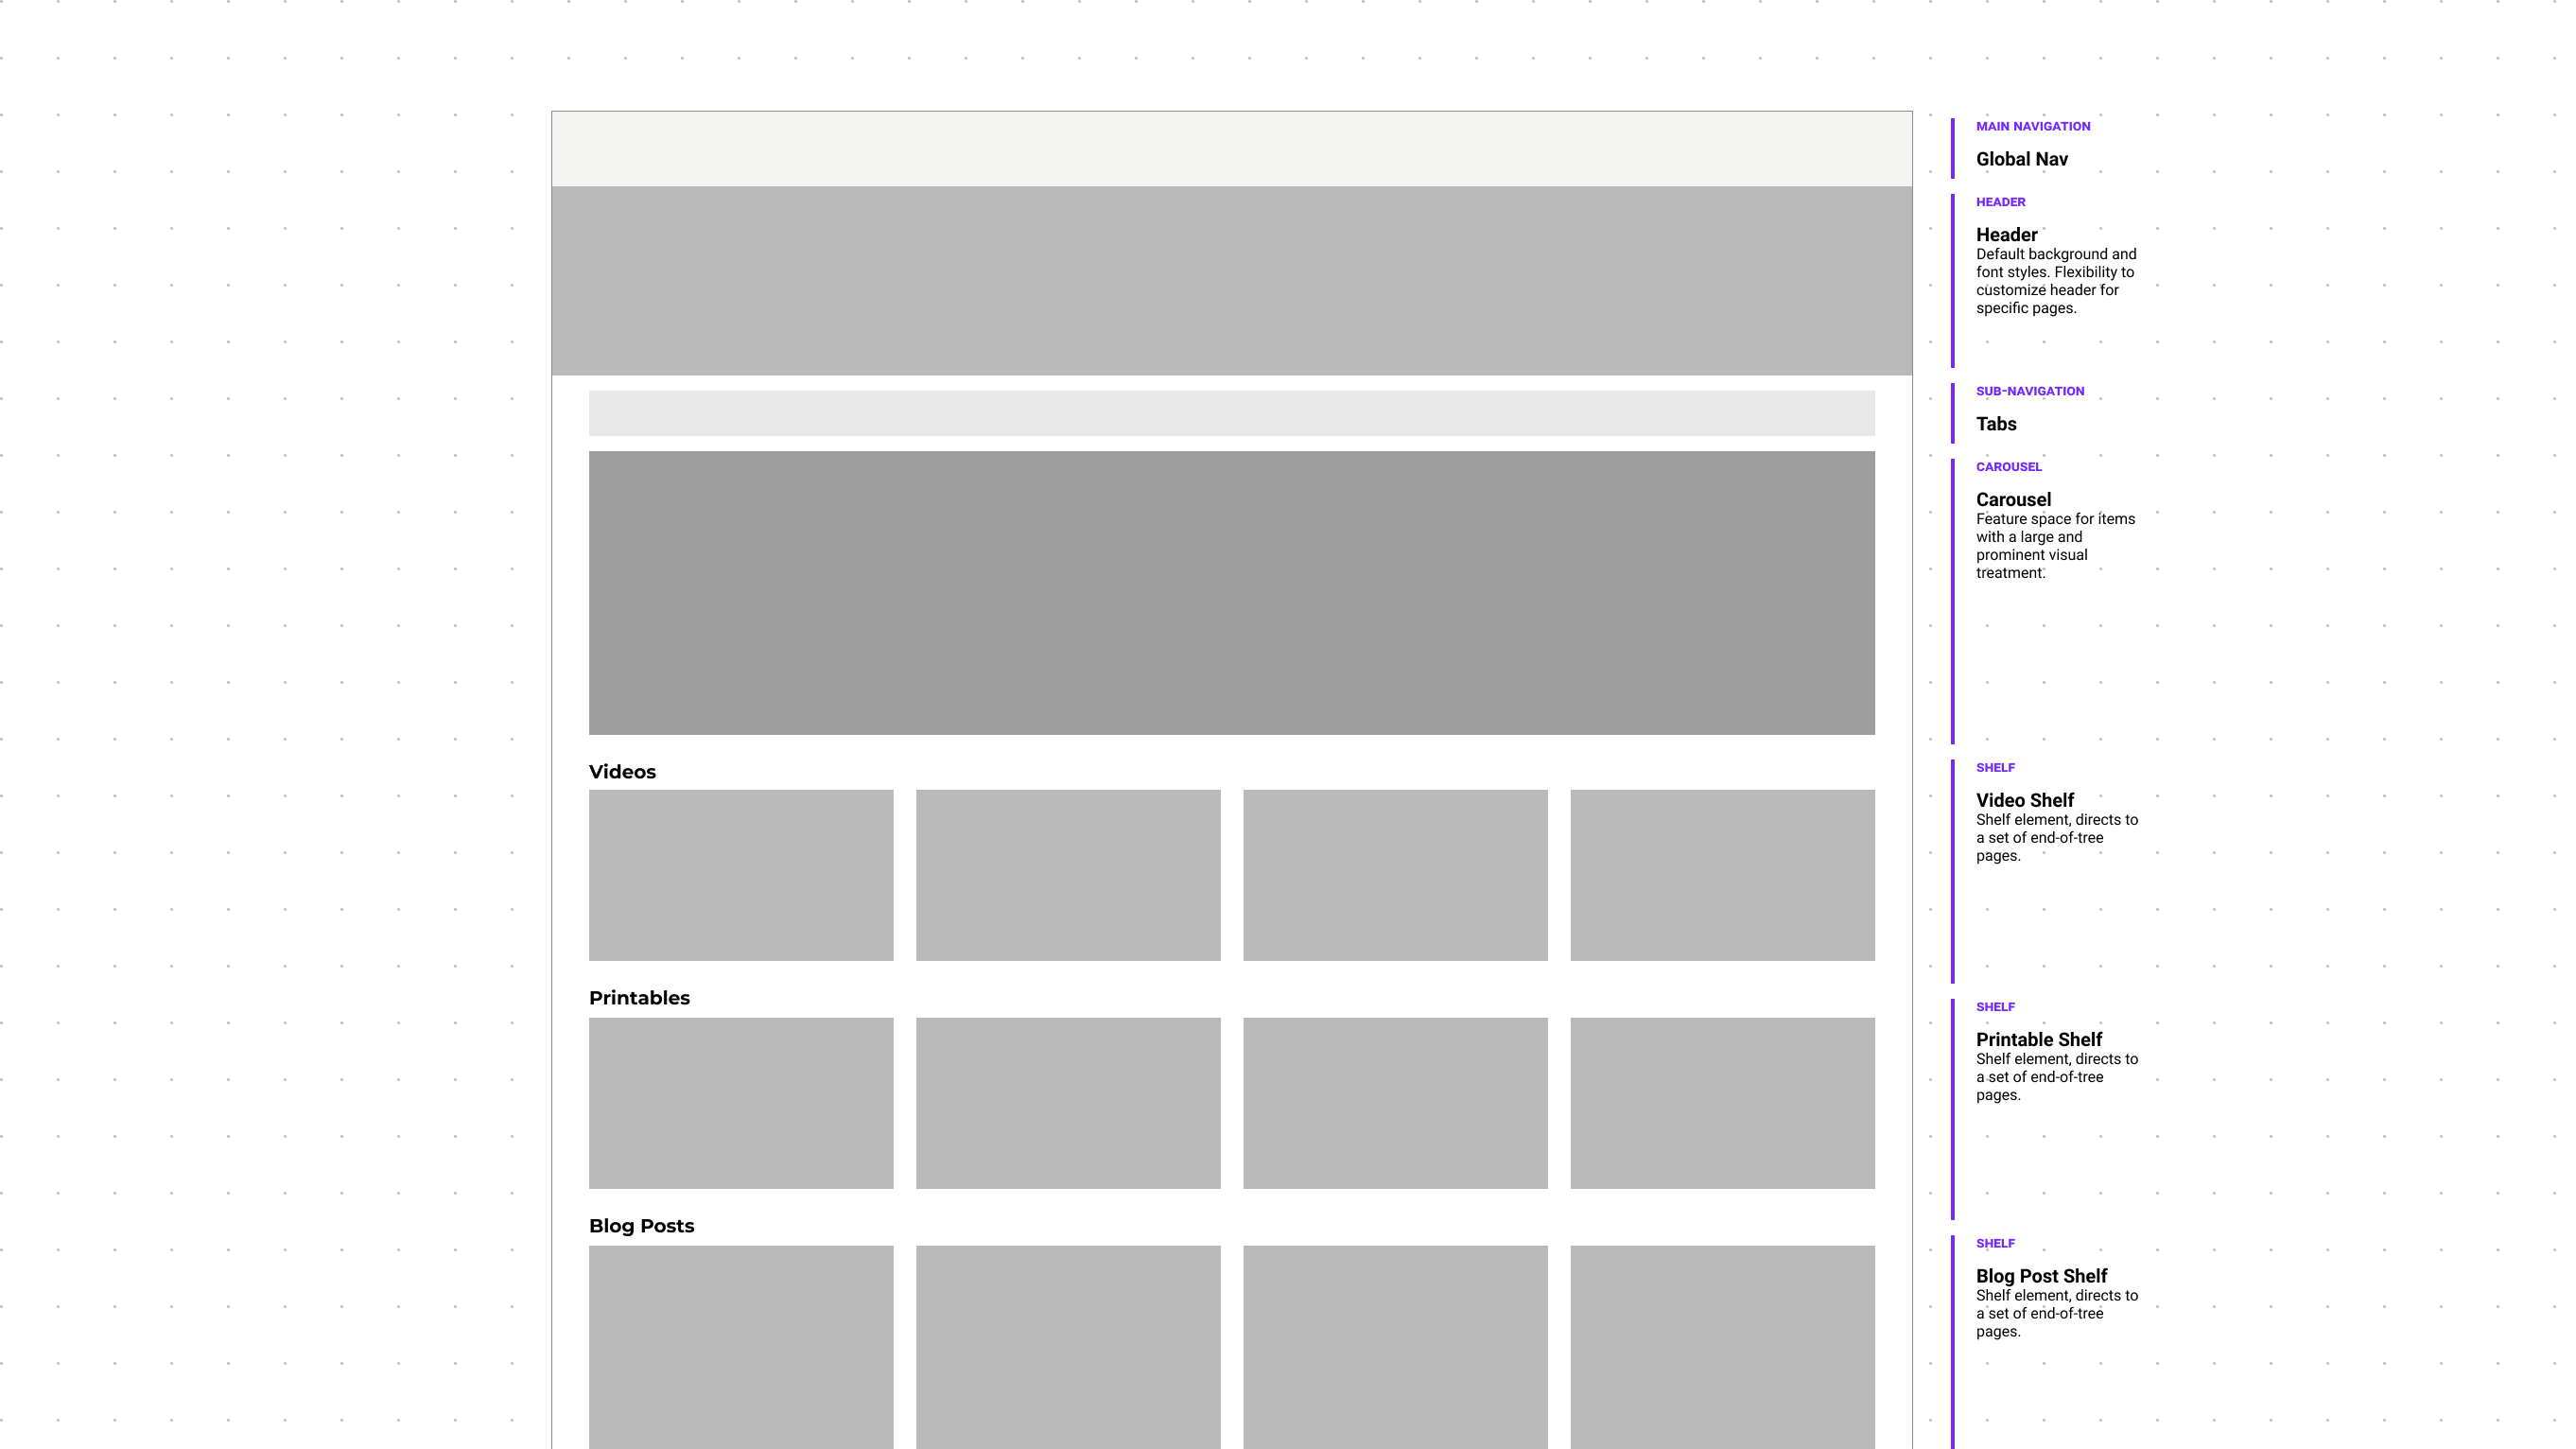 MAIN NAVIGATION
Global Nav
HEADER
Header
Default background and
font styles. Flexibility to
customize header for
specific pages.
SUB-NAVIGATION
Tabs
CAROUSEL
Carousel
Feature space for items
with a large and
prominent visual
treatment.
Videos
SHELF
Video Shelf
Shelf element, directs to
a set of end-of-tree
pages.
Printables
SHELF
Printable Shelf
Shelf element, directs to
a set of end-of-tree
pages.
Blog Posts
SHELF
Blog Post Shelf
Shelf element, directs to
a set of end-of-tree
pages.